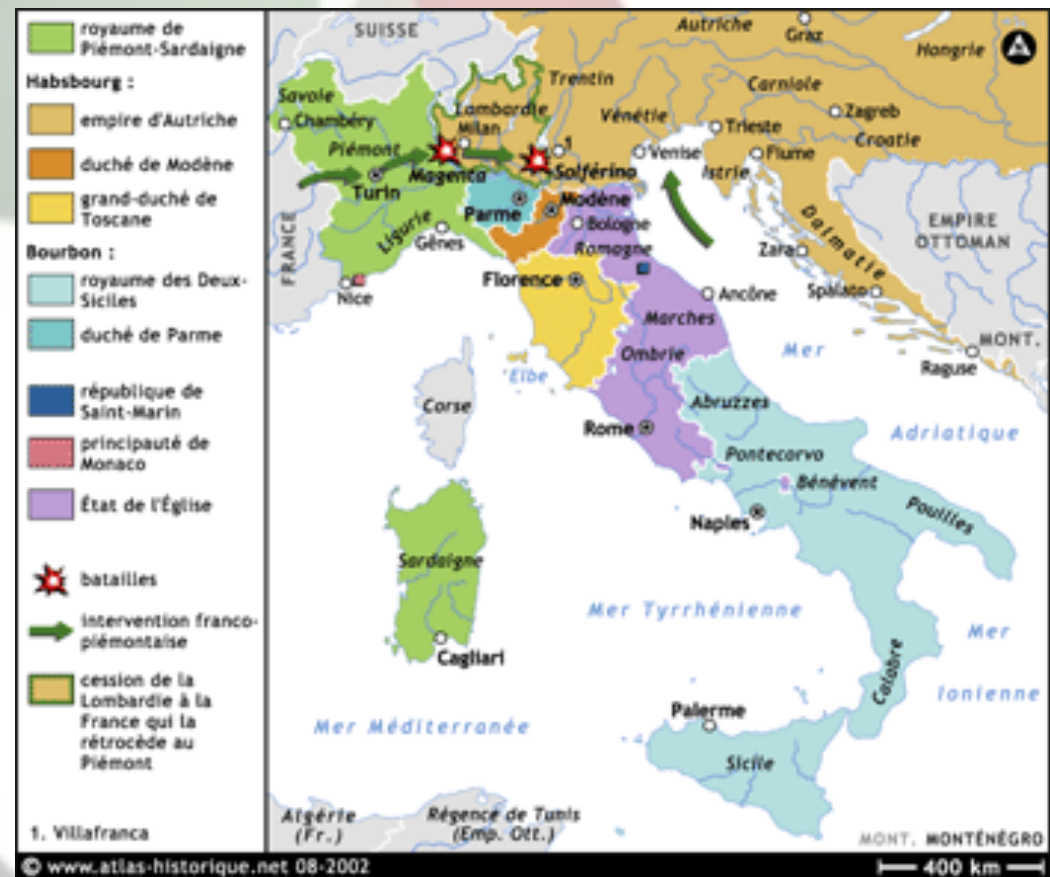 royaume de
Piémont-Sardaigne
Habsbourg :
empire d'Autriche
duché de Modène
grand-duché de
Toscane
Bourbon :
royaume des Deux-
Siciles
duché de Parme
république de
Saint-Marin
principauté de
Monaco
État de l'Église
batailles
intervention franco-
piémontaise
cession de la
Lombardie à la
France qui la
rétrocède au
Piémont
1. Villafranca
SUISSE
Autriche
Graz
Hongrie
Trentin
Carniole
Savoie
Chambéry
Lombardie
Milan
Vénétie
Zagreb
Trieste
Croatie
Piémont
1
Venise
Fiume
Magenta
Solférino
Istrie
Turin
Parme
Modène
Bologne
Ligurie
Gênes
Romagne
Dalmatie
EMPIRE
OTTOMAN
FRANCE
Zara
Florence
Nice
Ancône
Spalato
Marches
MONT.
Ombrie
Mer
Raguse
Elbe
Corse
Abruzzes
Rome
Adriatique
Pontecorvo
Bénévent
Naples
Pouilles
Sardaigne
Mer Tyrrhénienne
Mer
Cagliari
Calabre
Ionienne
Palerme
Mer Méditerranée
Sicile
Algérie
(Fr.)
Régence de Tunis
(Emp. Ott.)
MONT. MONTÉNÉGRO
© www.atlas-historique.net 08-2002
400 km